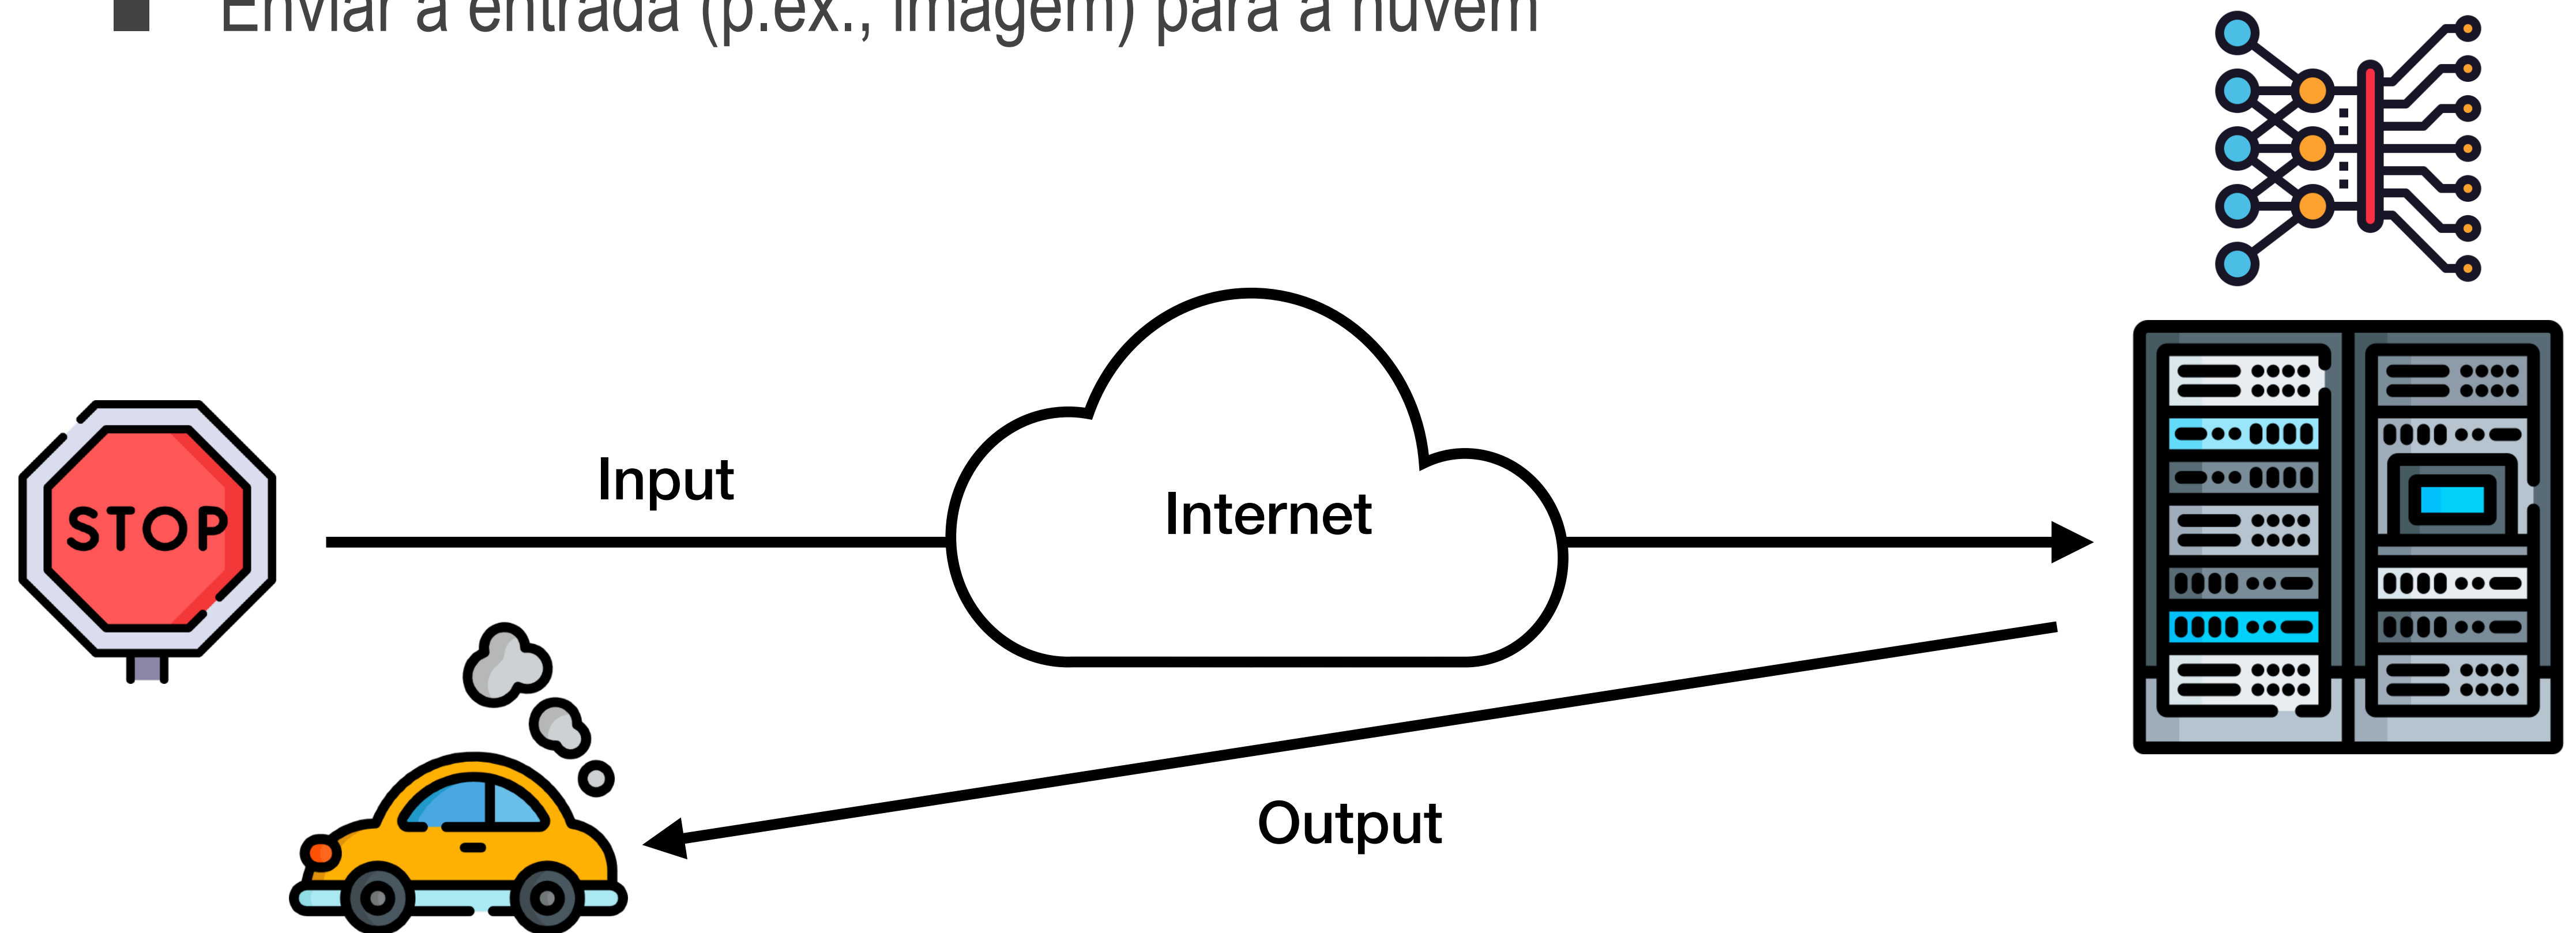 Enviar a entrada (p.ex., imagem) para a nuvem
STOP
Input
Internet
Output